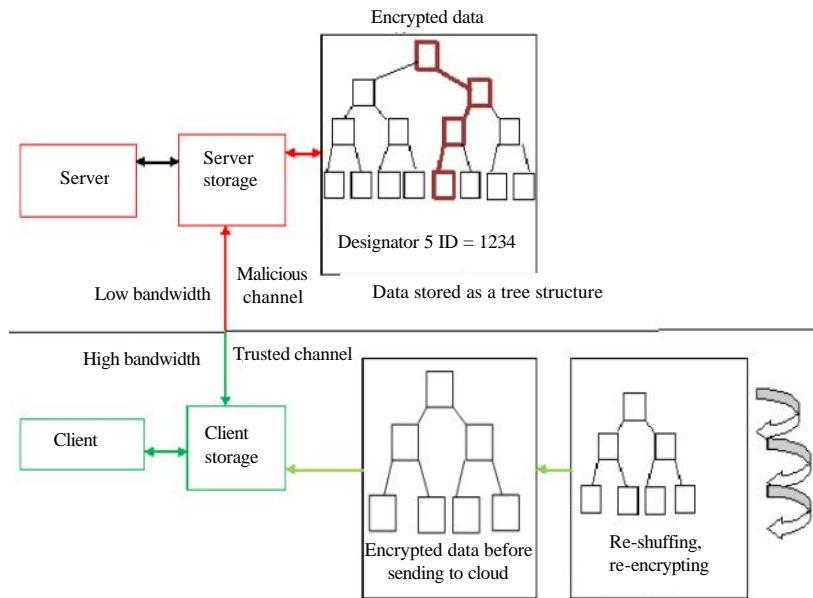 Encrypted data
Server
Server
storage
Designator 5 ID = 1234
Low bandwidth
Malicious
channel
Data stored as a tree structure
High bandwidth
Trusted channel
Client
Client
storage
Encrypted data before
sending to cloud
Re-shuffing,
re-encrypting